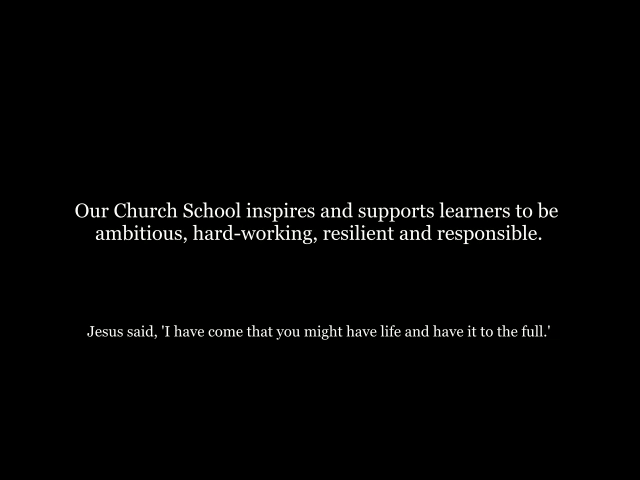 Our Church School inspires and supports learners to be
ambitious, hard-working, resilient and responsible.
Jesus said, 'I have come that you might have life and have it to the full.'